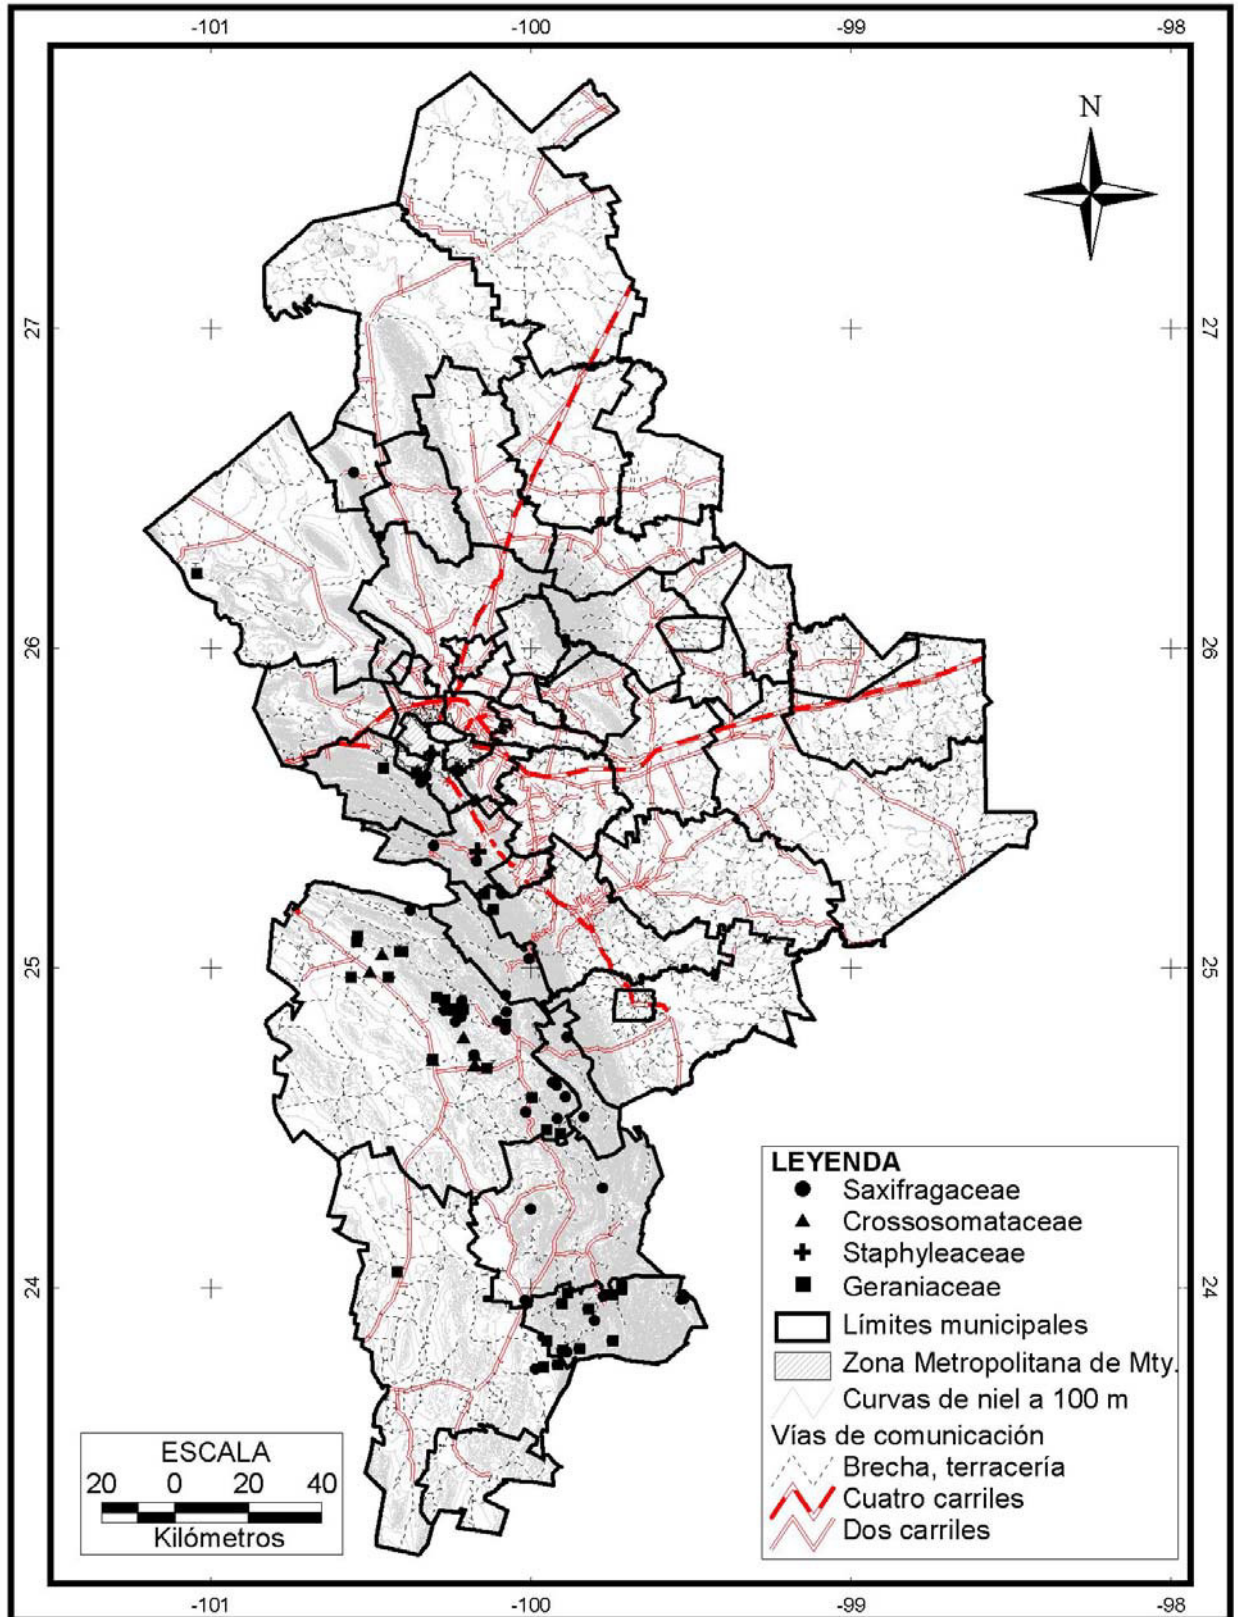 -101 -100 -99 -98
N
27 27
26 26
25 25
24 24
LEYENDA
Saxifragaceae
Crossosomataceae
Staphyleaceae
Geraniaceae
Límites municipales
Zona Metropolitana de Mty.
Curvas de niel a 100 m
Vías de comunicación
Brecha, terracería
Cuatro carriles
Dos carriles
ESCALA
20 0 20 40
Kilómetros
-101 -100 -99 -98